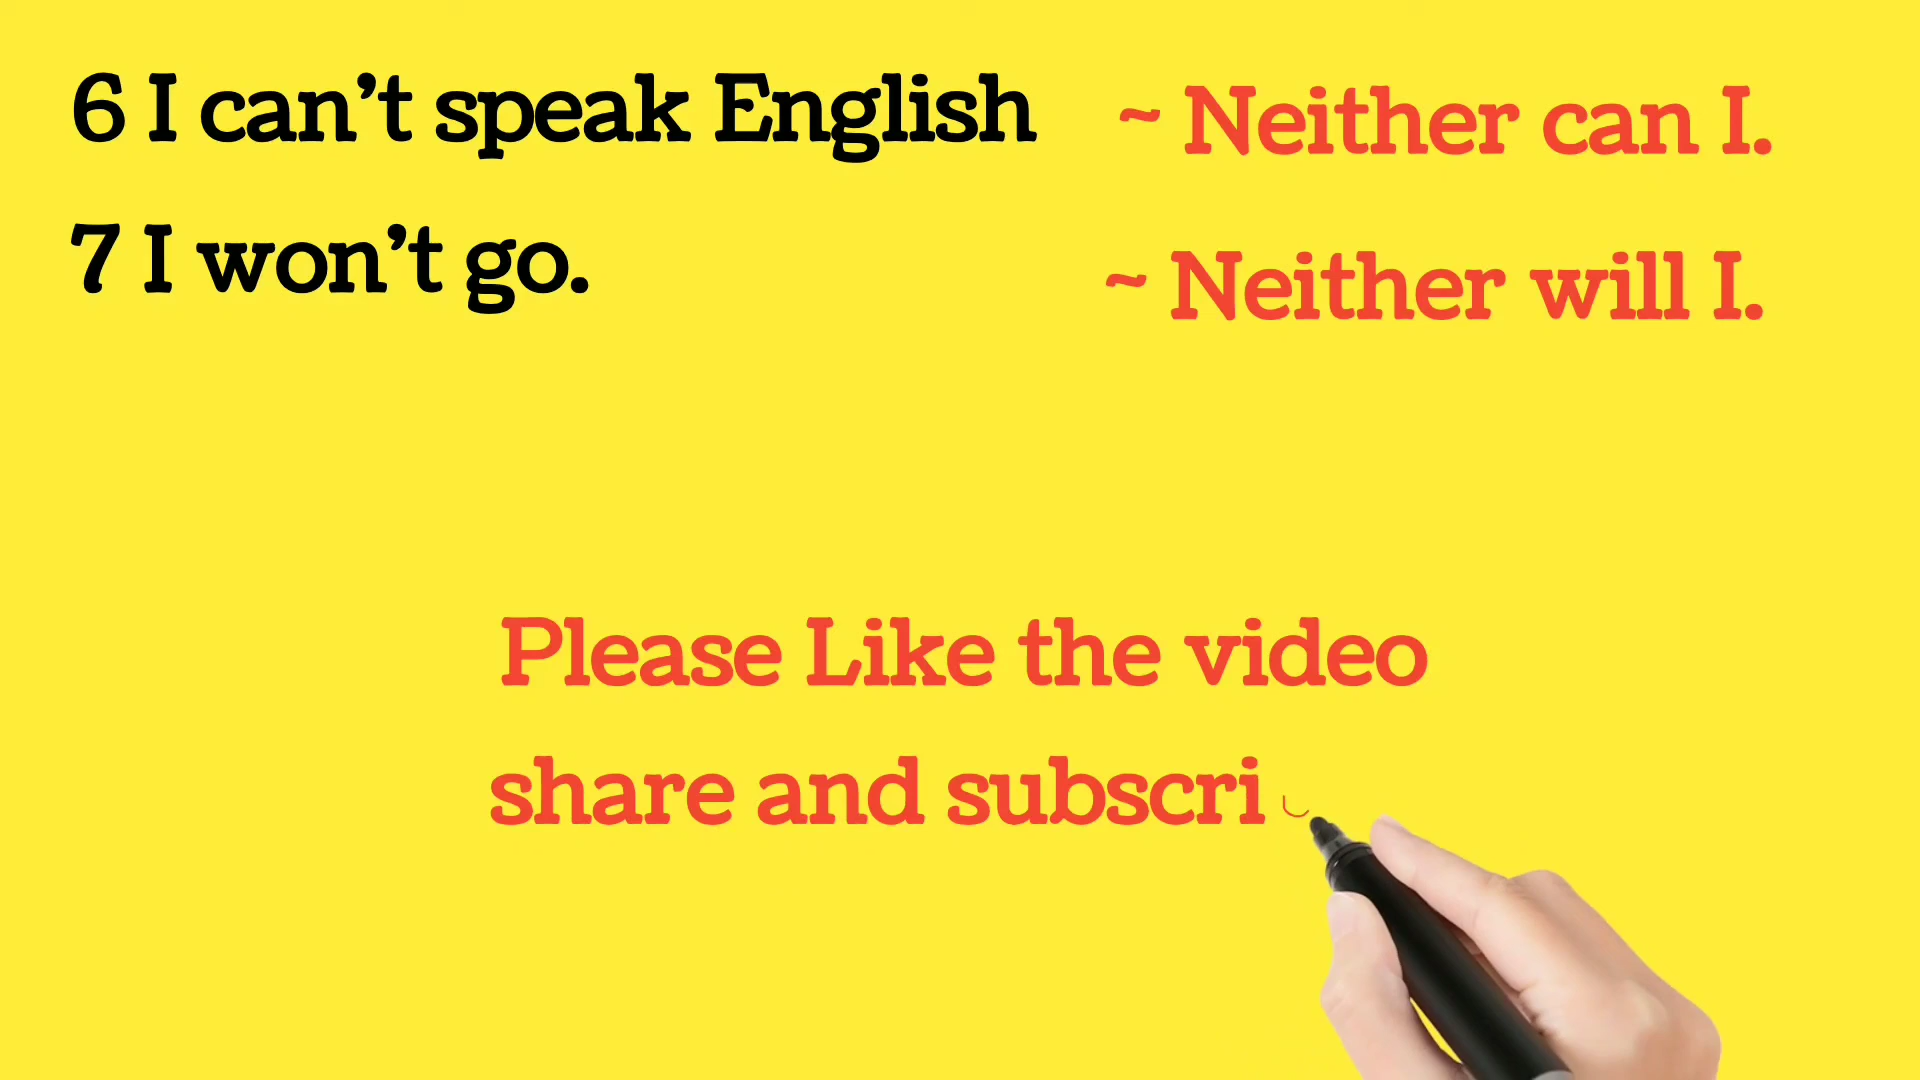 6 I can't speak English ~ Neither can I.
7 I won't go. ~ Neither will I.
Please Like the video
share and subscri